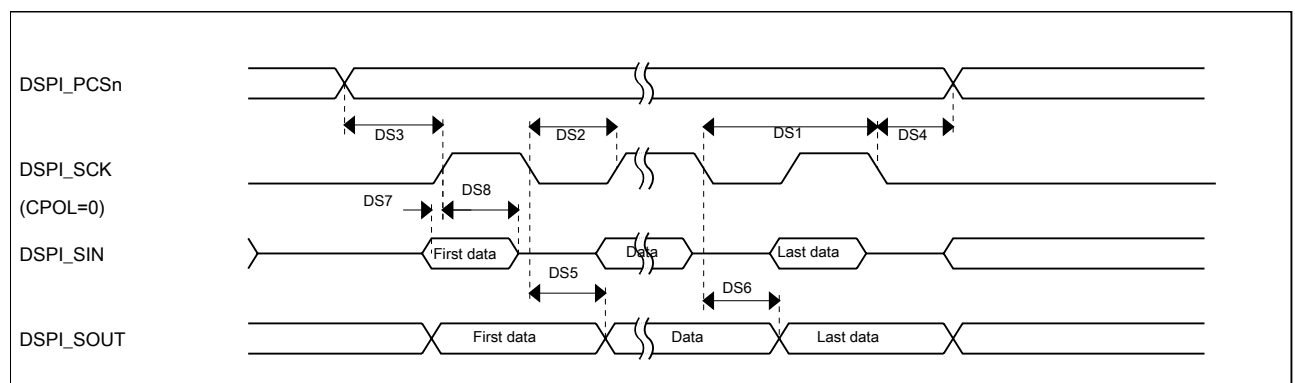 DSPI_PCSn
DS3
DS2
DS1
DS4
DSPI_SCK
(CPOL=0)
DS7
DS8
DSPI_SIN
First data
Data
Last data
DS5
DS6
DSPI_SOUT
First data
Data
Last data